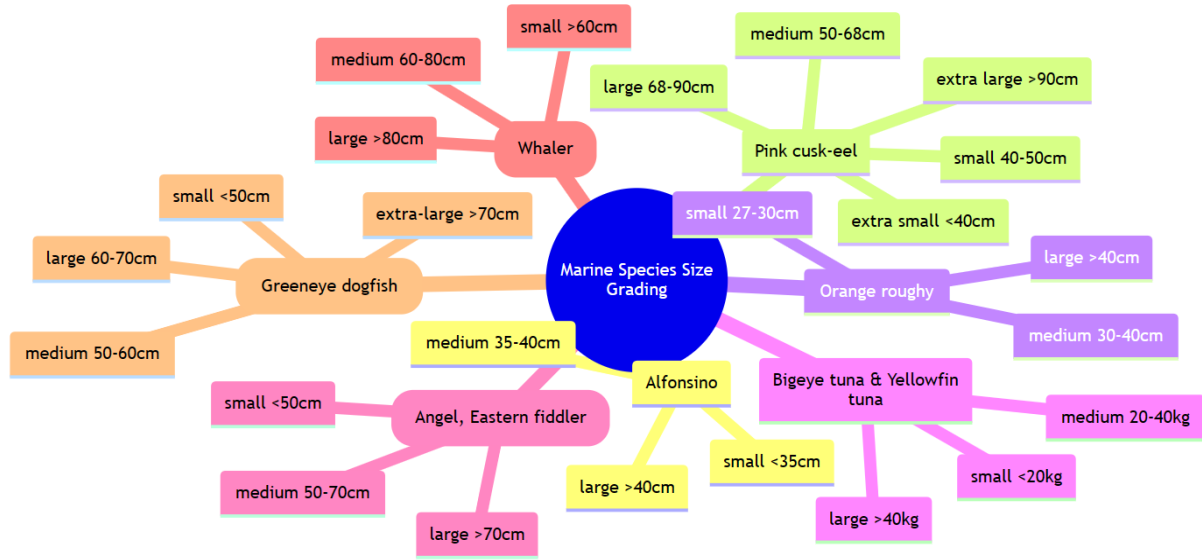 Marine Species Size
Grading
Whaler
small >60cm
medium 60-80cm
large >80cm
Pink cusk-eel
medium 50-68cm
large 68-90cm
extra large >90cm
small 40-50cm
extra small <40cm
Greeneye dogfish
small <50cm
extra-large >70cm
large 60-70cm
medium 50-60cm
Orange roughy
small 27-30cm
large >40cm
medium 30-40cm
Alfonsino
medium 35-40cm
large >40cm
small <35cm
Angel, Eastern fiddler
small <50cm
medium 50-70cm
large >70cm
Bigeye tuna & Yellowfin
tuna
medium 20-40kg
small <20kg
large >40kg